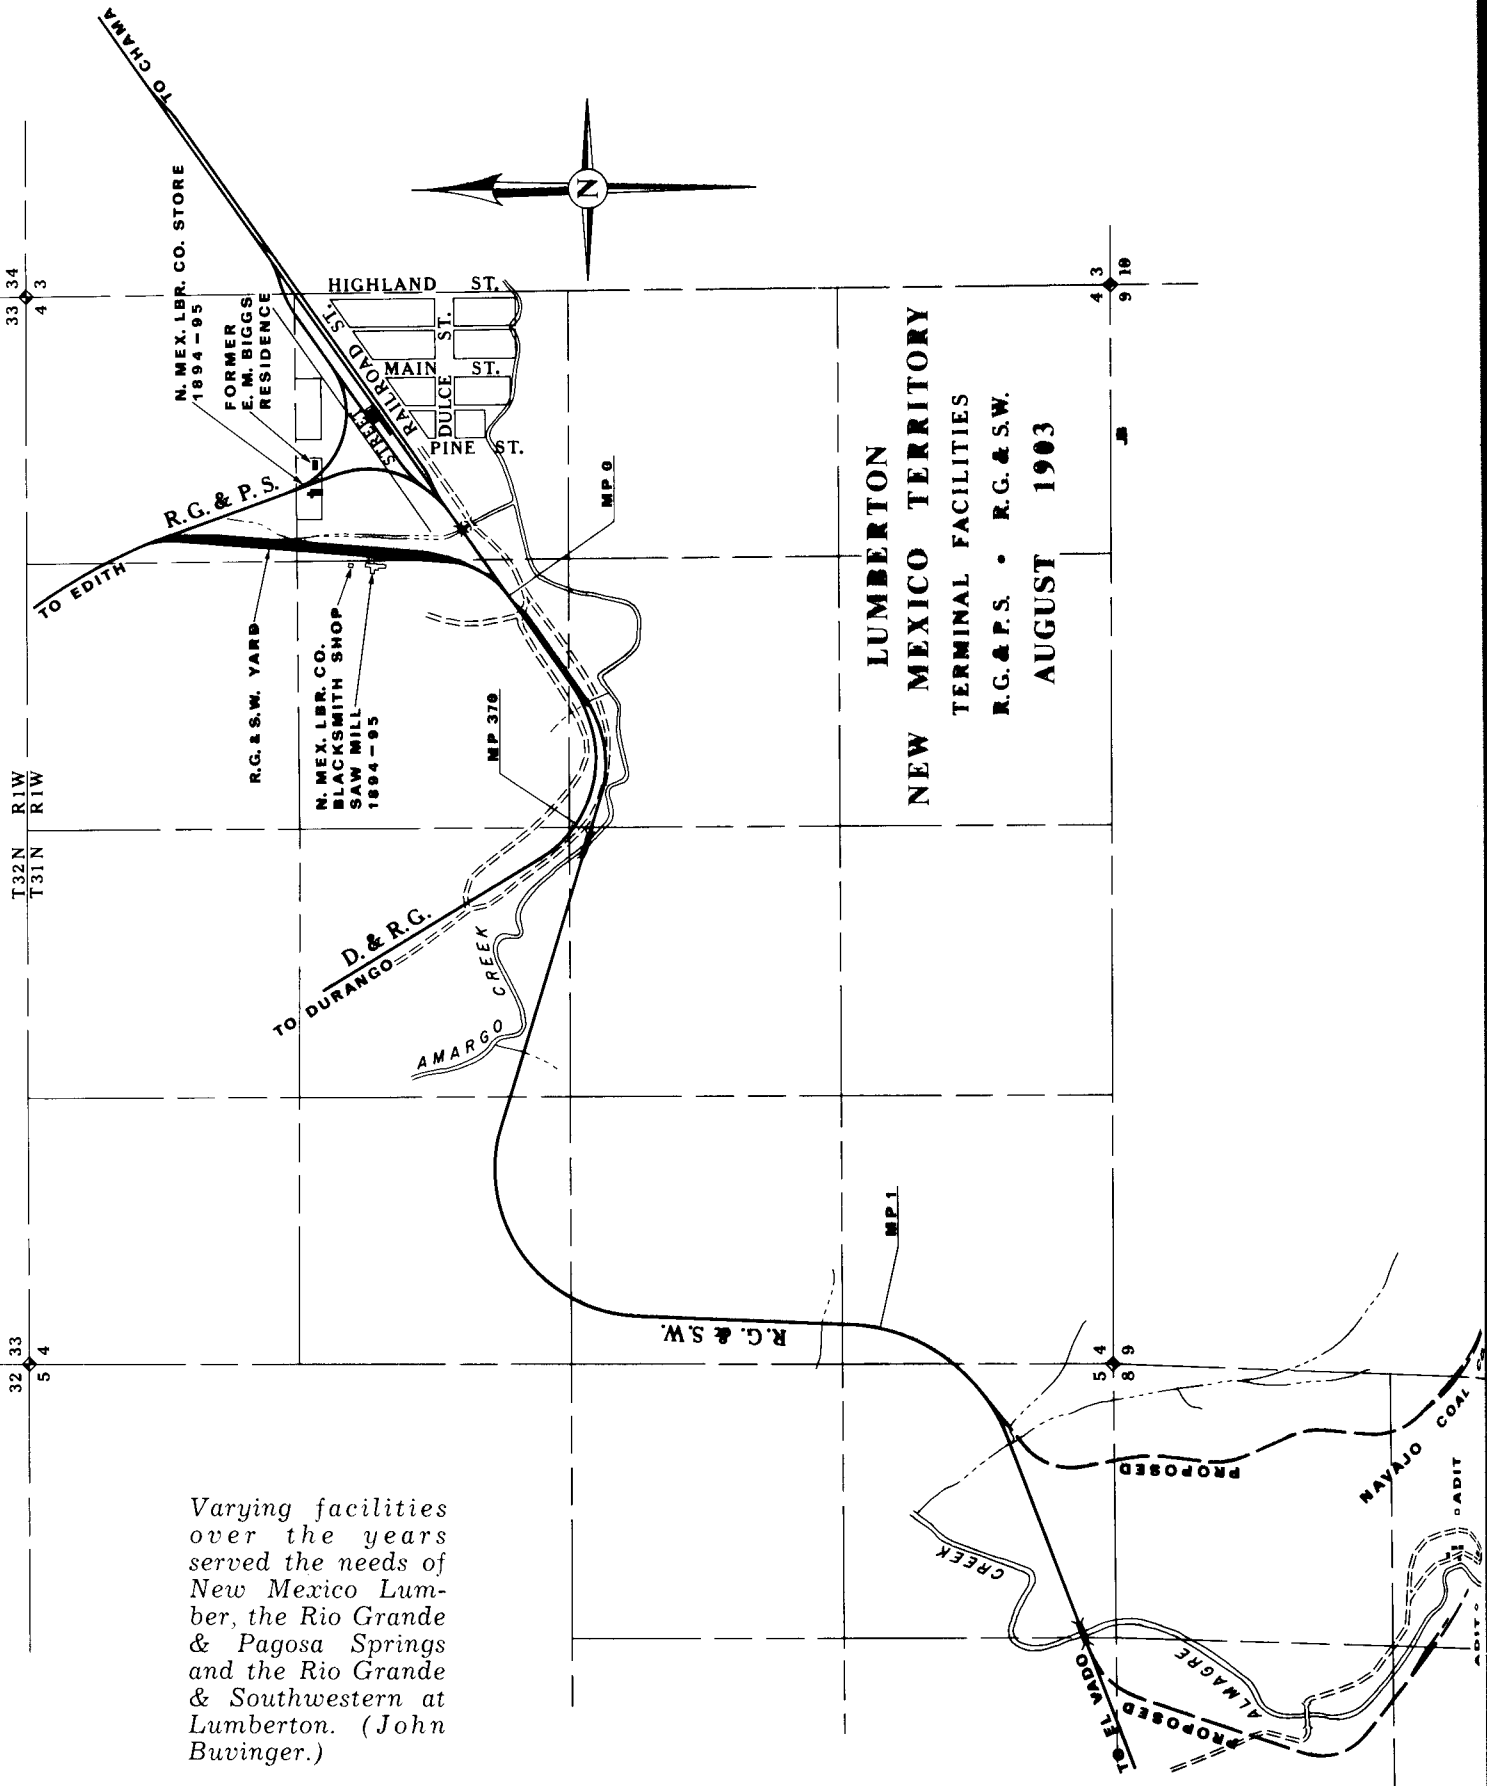 TO CHAMA
33 34
4 3
N. MEX. LBR. CO. STORE
1894-95
FORMER
E. M. BIGGS
RESIDENCE
HIGHLAND ST.
RAILROAD ST.
STREET
MAIN ST.
DULCE ST.
PINE ST.
N
R.G. & P.S.
TO EDITH
R.G. & S.W. YARD
N. MEX. LBR. CO.
BLACKSMITH SHOP
SAW MILL
1894-95
MP 0
MP 370
T32N R1W
T31N R1W
D. & R.G.
TO DURANGO
AMARGO CREEK
4 3
9 10
JB
LUMBERTON
NEW MEXICO TERRITORY
TERMINAL FACILITIES
R.G. & P.S. • R.G. & S.W.
AUGUST 1903
32 33
5 4
R.G. & S.W.
MP 1
5 4
8 9
PROPOSED
NAVAJO COAL
ADIT
CREEK
ALMAGRE
PROPOSED
TO EL VADO
Varying facilities
over the years
served the needs of
New Mexico Lum-
ber, the Rio Grande
& Pagosa Springs
and the Rio Grande
& Southwestern at
Lumberton. (John
Buvinger.)